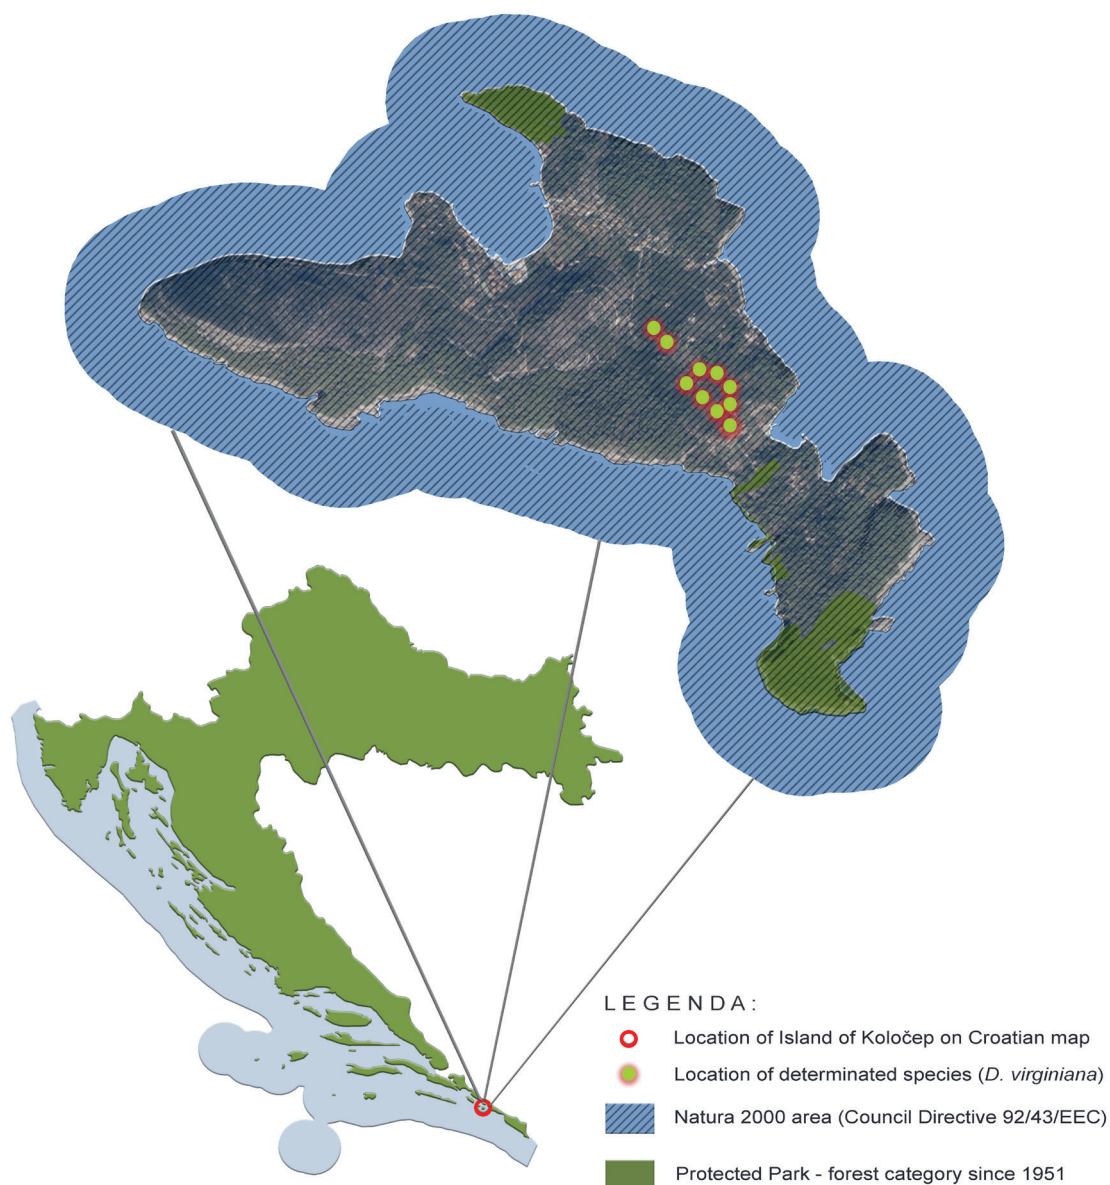 LEGENDA:
Location of Island of Koločep on Croatian map
Location of determinated species (D. virginiana)
Natura 2000 area (Council Directive 92/43/EEC)
Protected Park - forest category since 1951